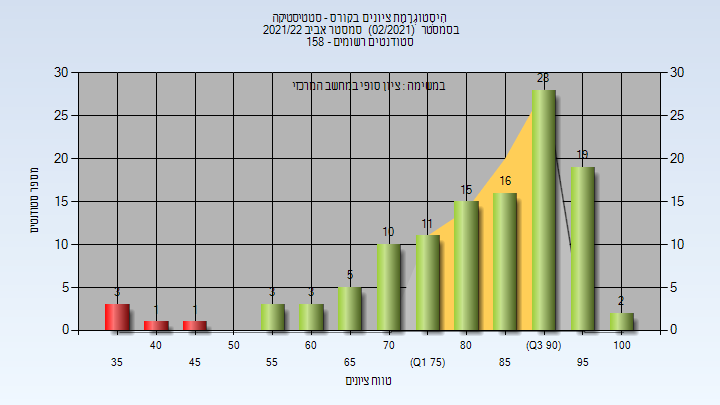 היסטוגרמת ציונים בקורס - סטטיסטיקה
בסמסטר (02/2021) סמסטר אביב 2021/22
סטודנטים רשומים - 158
במשימה : ציון סופי במחשב המרכזי
מספר סטודנטים
30 30
25 25
20 20
15 15
10 10
5 5
0 0
3 1 1 3 3 5 10 11 15 16 28 19 2
40 50 60 70 80 (Q3 90) 100
35 45 55 65 (Q1 75) 85 95
טווח ציונים